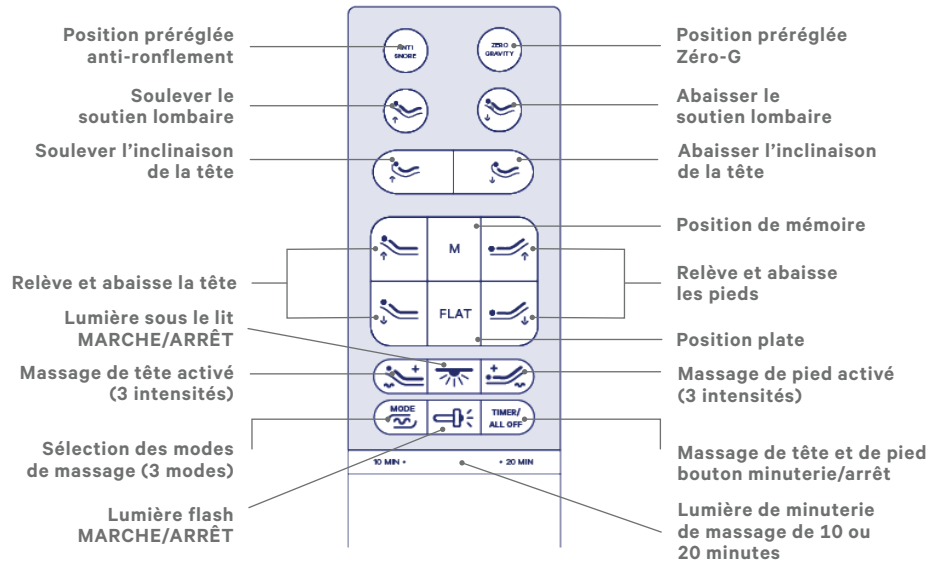 Position préréglée
anti-ronflement
ANTI
SNORE
ZERO
GRAVITY
Position préréglée
Zéro-G
Soulever le
soutien lombaire
Abaisser le
soutien lombaire
Soulever l'inclinaison
de la tête
Abaisser l'inclinaison
de la tête
M
Position de mémoire
Relève et abaisse la tête
Relève et abaisse
les pieds
Lumière sous le lit
MARCHE/ARRÊT
FLAT
Position plate
Massage de tête activé
(3 intensités)
Massage de pied activé
(3 intensités)
MODE
TIMER/
ALL OFF
Sélection des modes
de massage (3 modes)
10 MIN •
• 20 MIN
Massage de tête et de pied
bouton minuterie/arrêt
Lumière flash
MARCHE/ARRÊT
Lumière de minuterie
de massage de 10 ou
20 minutes